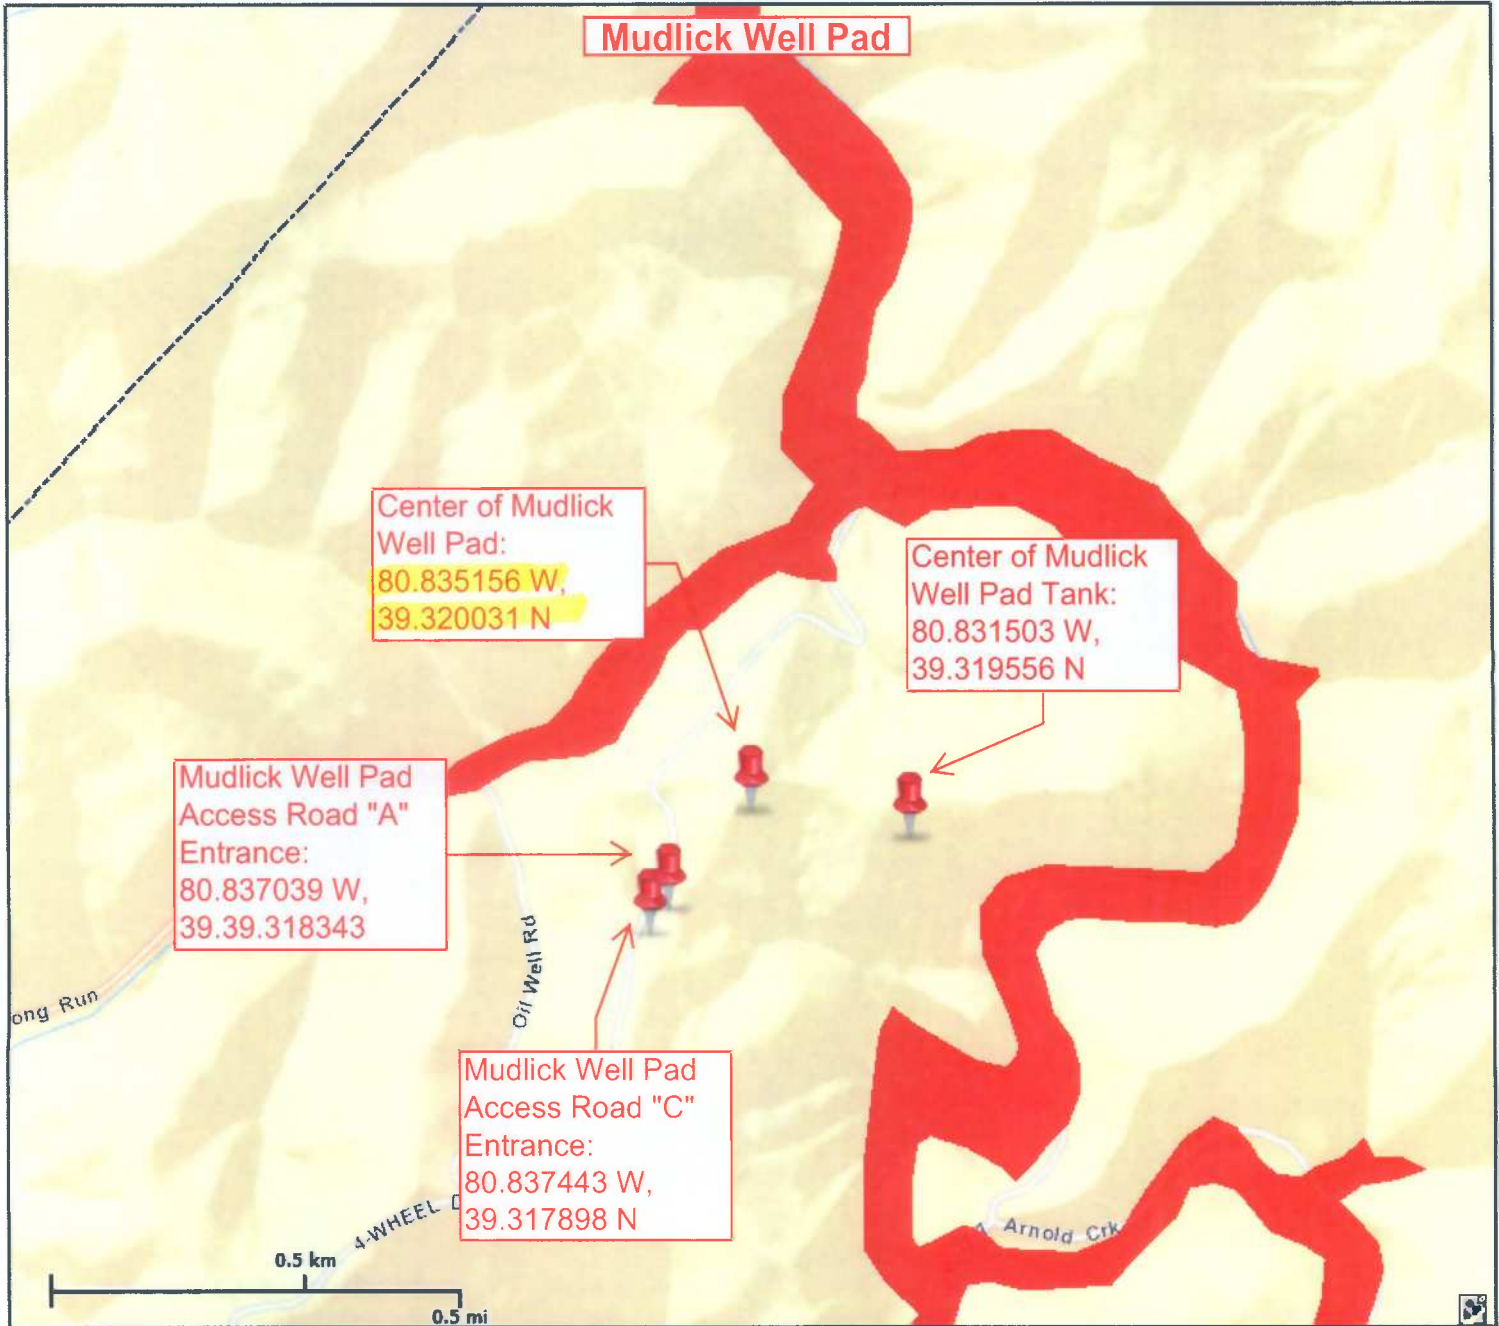 Mudlick Well Pad
Center of Mudlick
Well Pad:
80.835156 W,
39.320031 N
Center of Mudlick
Well Pad Tank:
80.831503 W,
39.319556 N
Mudlick Well Pad
Access Road "A"
Entrance:
80.837039 W,
39.39.318343
ong Run
Oil Well Rd
Mudlick Well Pad
Access Road "C"
Entrance:
80.837443 W,
39.317898 N
4-WHEEL D
Arnold Crk
0.5 km
0.5 mi